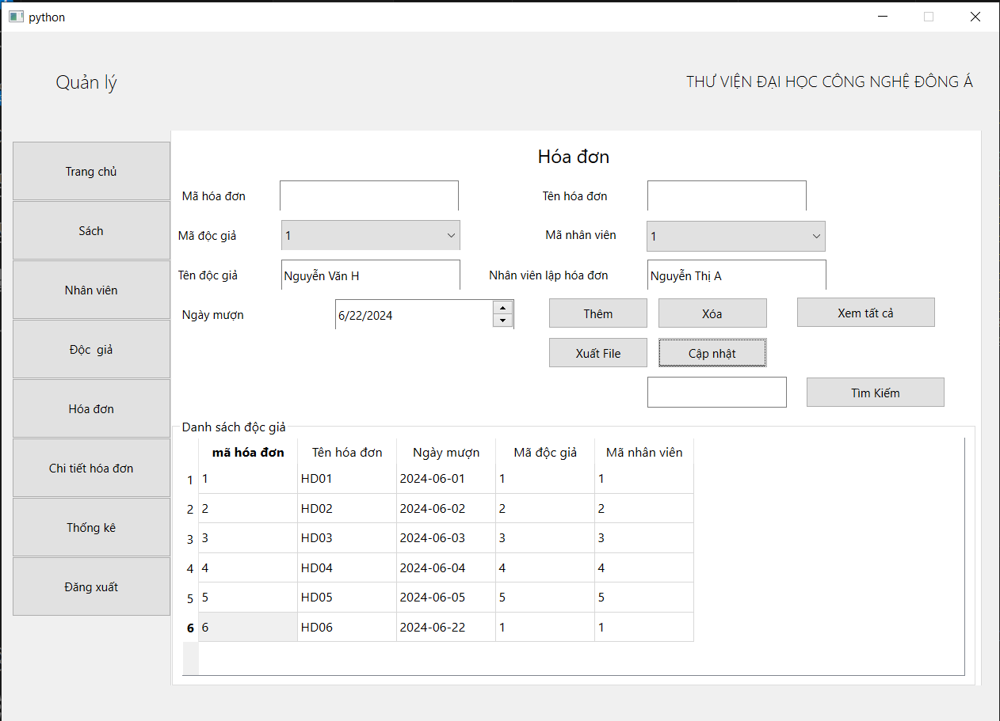 python
Quản lý
THƯ VIỆN ĐẠI HỌC CÔNG NGHỆ ĐÔNG Á
Trang chủ
Sách
Nhân viên
Độc  giả
Hóa đơn
Chi tiết hóa đơn
Thống kê
Đăng xuất
Hóa đơn
Mã hóa đơn Tên hóa đơn
Mã độc giả 1 Mã nhân viên 1
Tên độc giả Nguyễn Văn H Nhân viên lập hóa đơn Nguyễn Thị A
Ngày mượn 6/22/2024 Thêm Xóa Xem tất cả
Xuất File Cập nhật
Tìm Kiếm
Danh sách độc giả
mã hóa đơn Tên hóa đơn Ngày mượn Mã độc giả Mã nhân viên
1 1 HD01 2024-06-01 1 1
2 2 HD02 2024-06-02 2 2
3 3 HD03 2024-06-03 3 3
4 4 HD04 2024-06-04 4 4
5 5 HD05 2024-06-05 5 5
6 6 HD06 2024-06-22 1 1